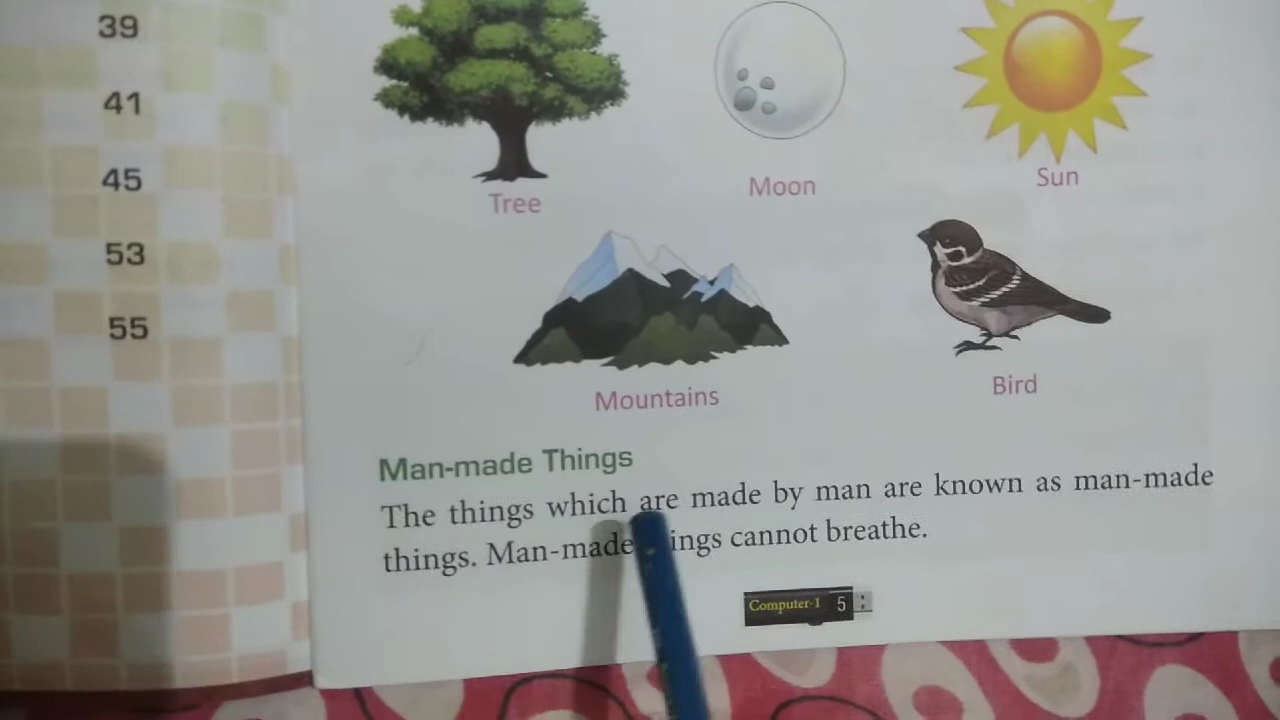 39
41
45
53
55
Tree
Moon
Sun
Mountains
Bird
Man-made Things
The things which are made by man are known as man-made
things. Man-made ings cannot breathe.
Computer-1 5